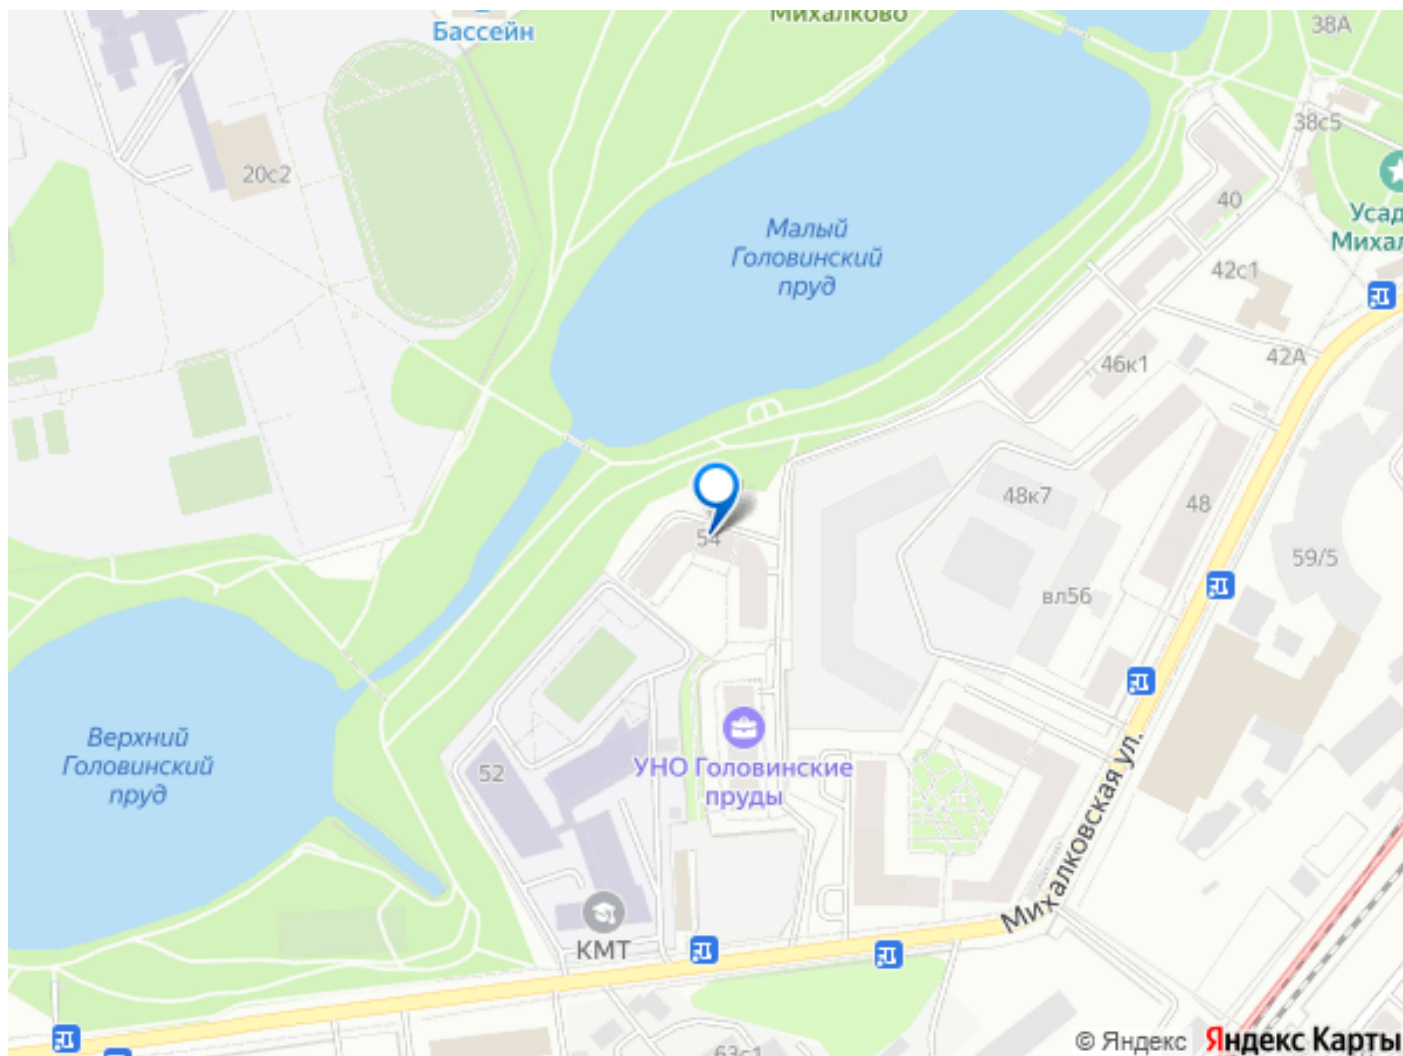 Михалково
38А
Бассейн
38с5
20с2
40
Усад
Михал
Малый
Головинский
пруд
42с1
42А
46к1
48к7
48
54
59/5
вл56
Верхний
Головинский
пруд
52
УНО Головинские
пруды
Михалковская ул.
КМТ
63с1
© Яндекс Яндекс Карты